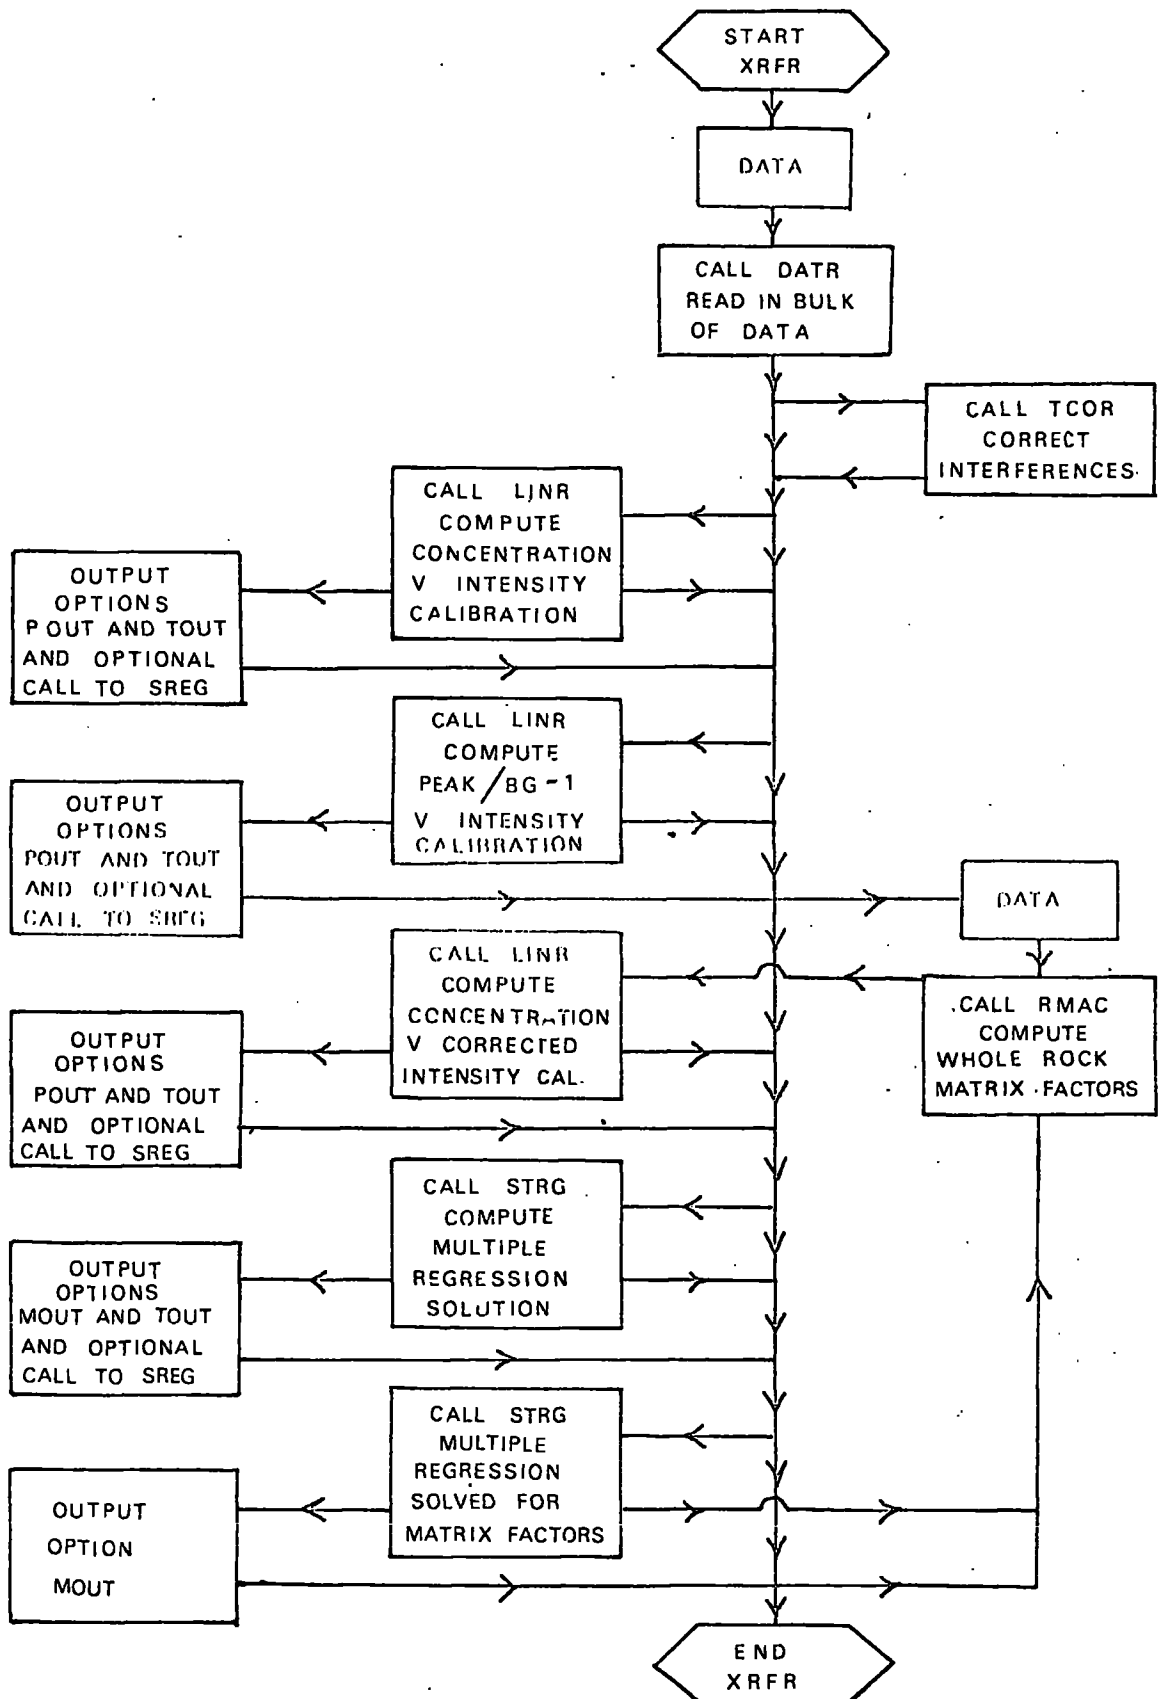 START
XRFR
DATA
CALL DATR
READ IN BULK
OF DATA
CALL TCOR
CORRECT
INTERFERENCES
CALL LINR
COMPUTE
CONCENTRATION
V INTENSITY
CALIBRATION
OUTPUT
OPTIONS
POUT AND TOUT
AND OPTIONAL
CALL TO SREG
CALL LINR
COMPUTE
PEAK/BG-1
V INTENSITY
CALIBRATION
OUTPUT
OPTIONS
POUT AND TOUT
AND OPTIONAL
CALL TO SREG
DATA
CALL RMAC
COMPUTE
WHOLE ROCK
MATRIX FACTORS
CALL LINR
COMPUTE
CONCENTRATION
V CORRECTED
INTENSITY CAL.
OUTPUT
OPTIONS
POUT AND TOUT
AND OPTIONAL
CALL TO SREG
CALL STRG
COMPUTE
MULTIPLE
REGRESSION
SOLUTION
OUTPUT
OPTIONS
MOUT AND TOUT
AND OPTIONAL
CALL TO SREG
CALL STRG
MULTIPLE
REGRESSION
SOLVED FOR
MATRIX FACTORS
OUTPUT
OPTION
MOUT
END
XRFR